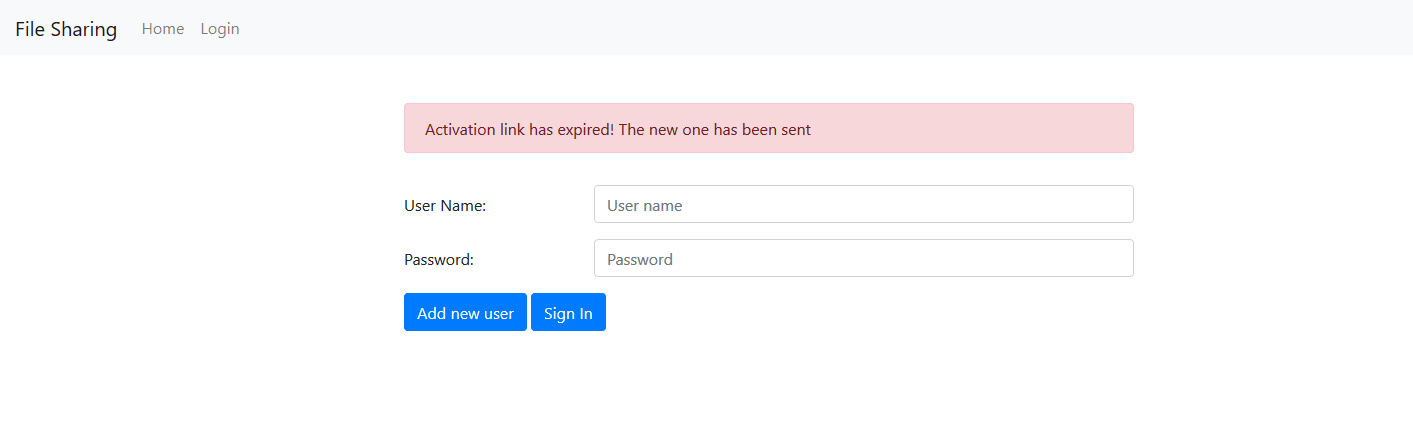 File Sharing Home Login
Activation link has expired! The new one has been sent
User Name: User name
Password: Password
Add new user Sign In